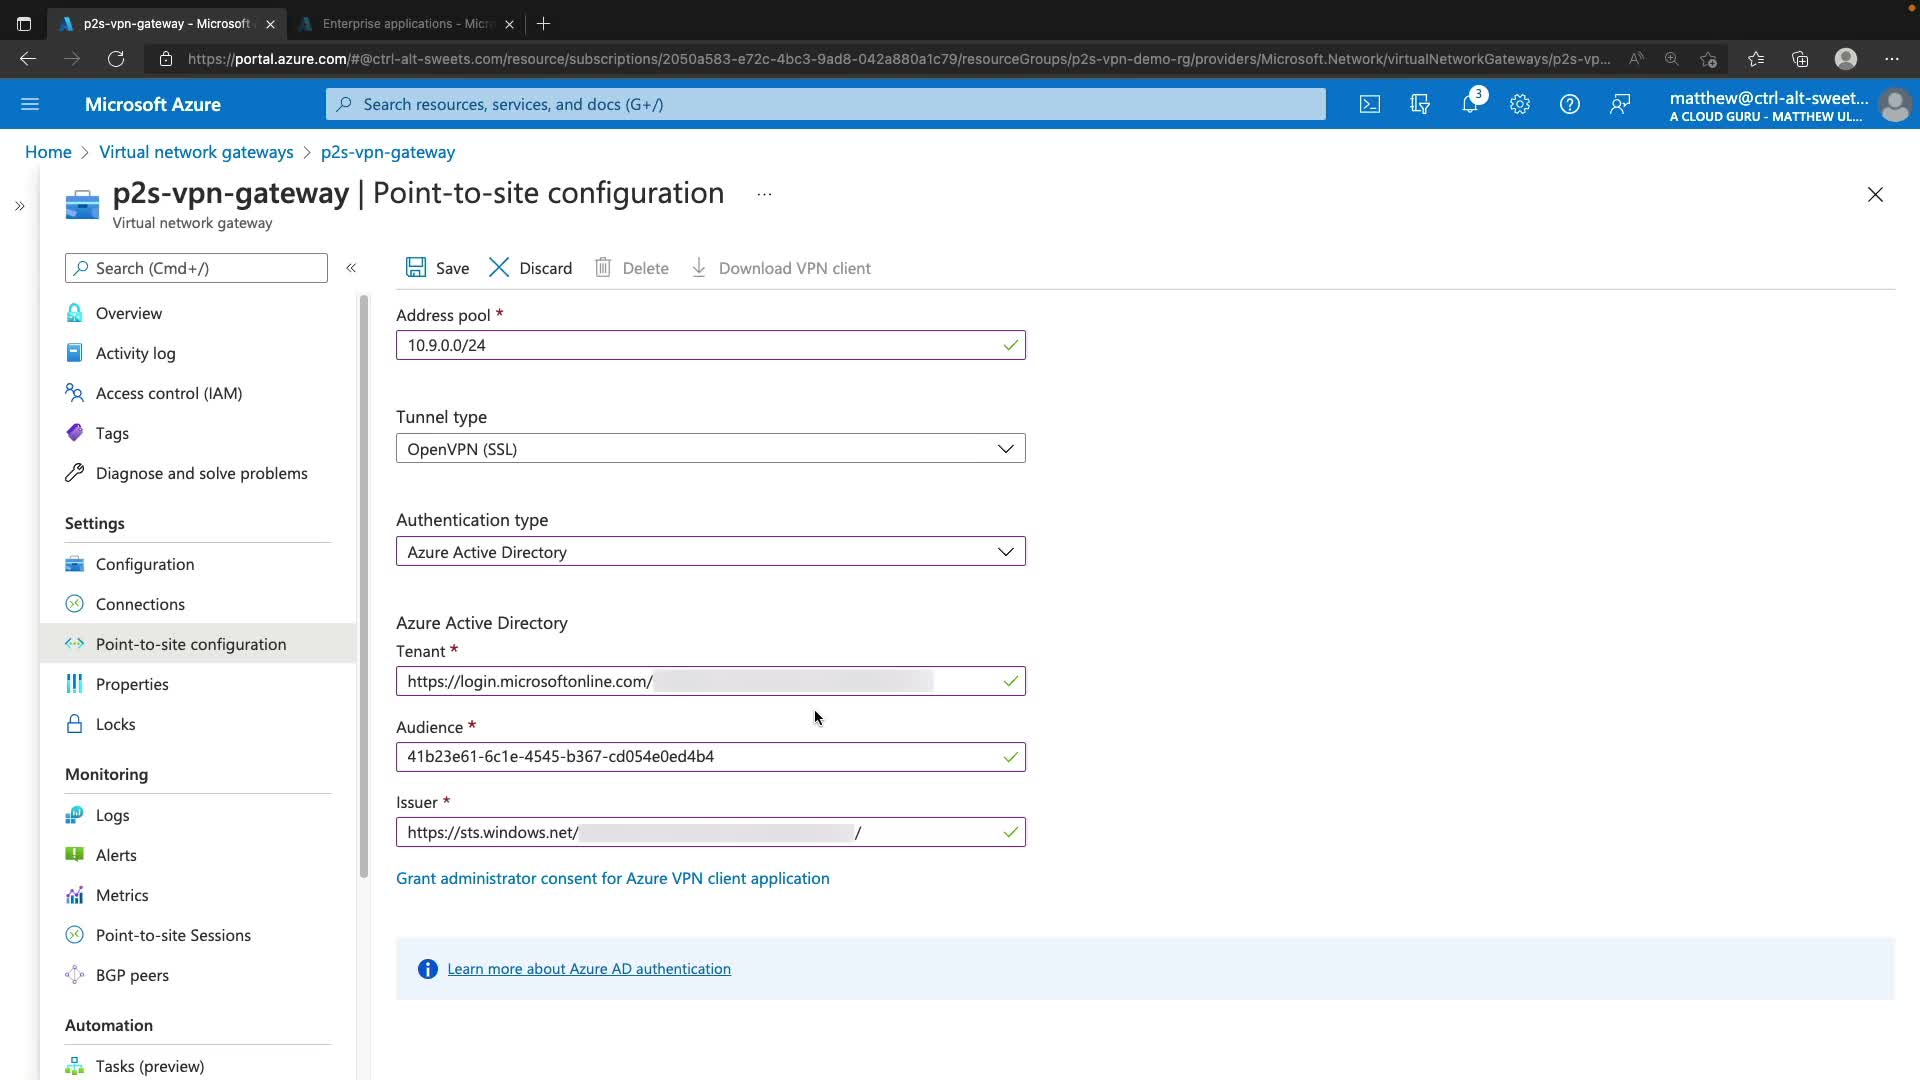 p2s-vpn-gateway - Microsoft
Enterprise applications - Micr
https://portal.azure.com/#@ctrl-alt-sweets.com/resource/subscriptions/2050a583-e72c-4bc3-9ad8-042a880a1c79/resourceGroups/p2s-vpn-demo-rg/providers/Microsoft.Network/virtualNetworkGateways/p2s-vp...
Microsoft Azure
Search resources, services, and docs (G+/)
3
matthew@ctrl-alt-sweet...
A CLOUD GURU - MATTHEW UL...
Home > Virtual network gateways > p2s-vpn-gateway
p2s-vpn-gateway | Point-to-site configuration ...
Virtual network gateway
Search (Cmd+/)
Overview
Activity log
Access control (IAM)
Tags
Diagnose and solve problems
Settings
Configuration
Connections
Point-to-site configuration
Properties
Locks
Monitoring
Logs
Alerts
Metrics
Point-to-site Sessions
BGP peers
Automation
Tasks (preview)
Save Discard Delete Download VPN client
Address pool *
10.9.0.0/24
Tunnel type
OpenVPN (SSL)
Authentication type
Azure Active Directory
Azure Active Directory
Tenant *
https://login.microsoftonline.com/
Audience *
41b23e61-6c1e-4545-b367-cd054e0ed4b4
Issuer *
https://sts.windows.net/ /
Grant administrator consent for Azure VPN client application
Learn more about Azure AD authentication